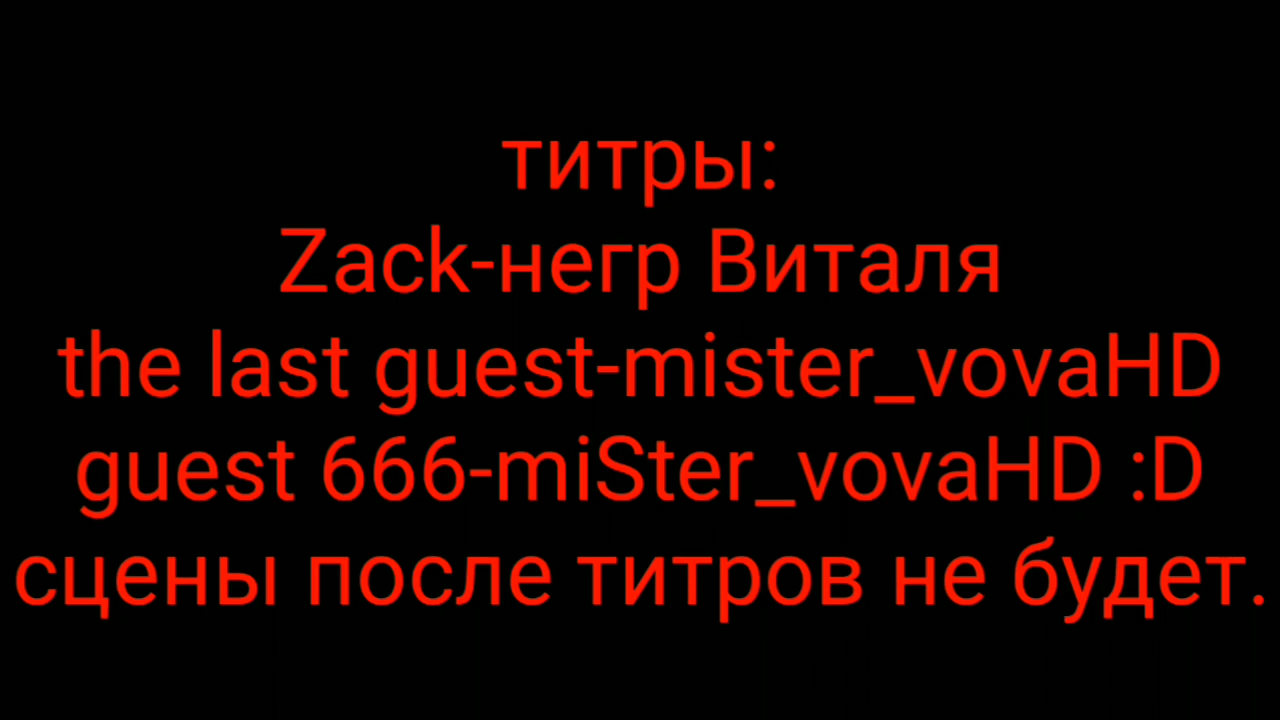 титры:
Zack-негр Виталя
the last guest-mister_vovaHD
guest 666-miSter_vovaHD :D
сцены после титров не будет.